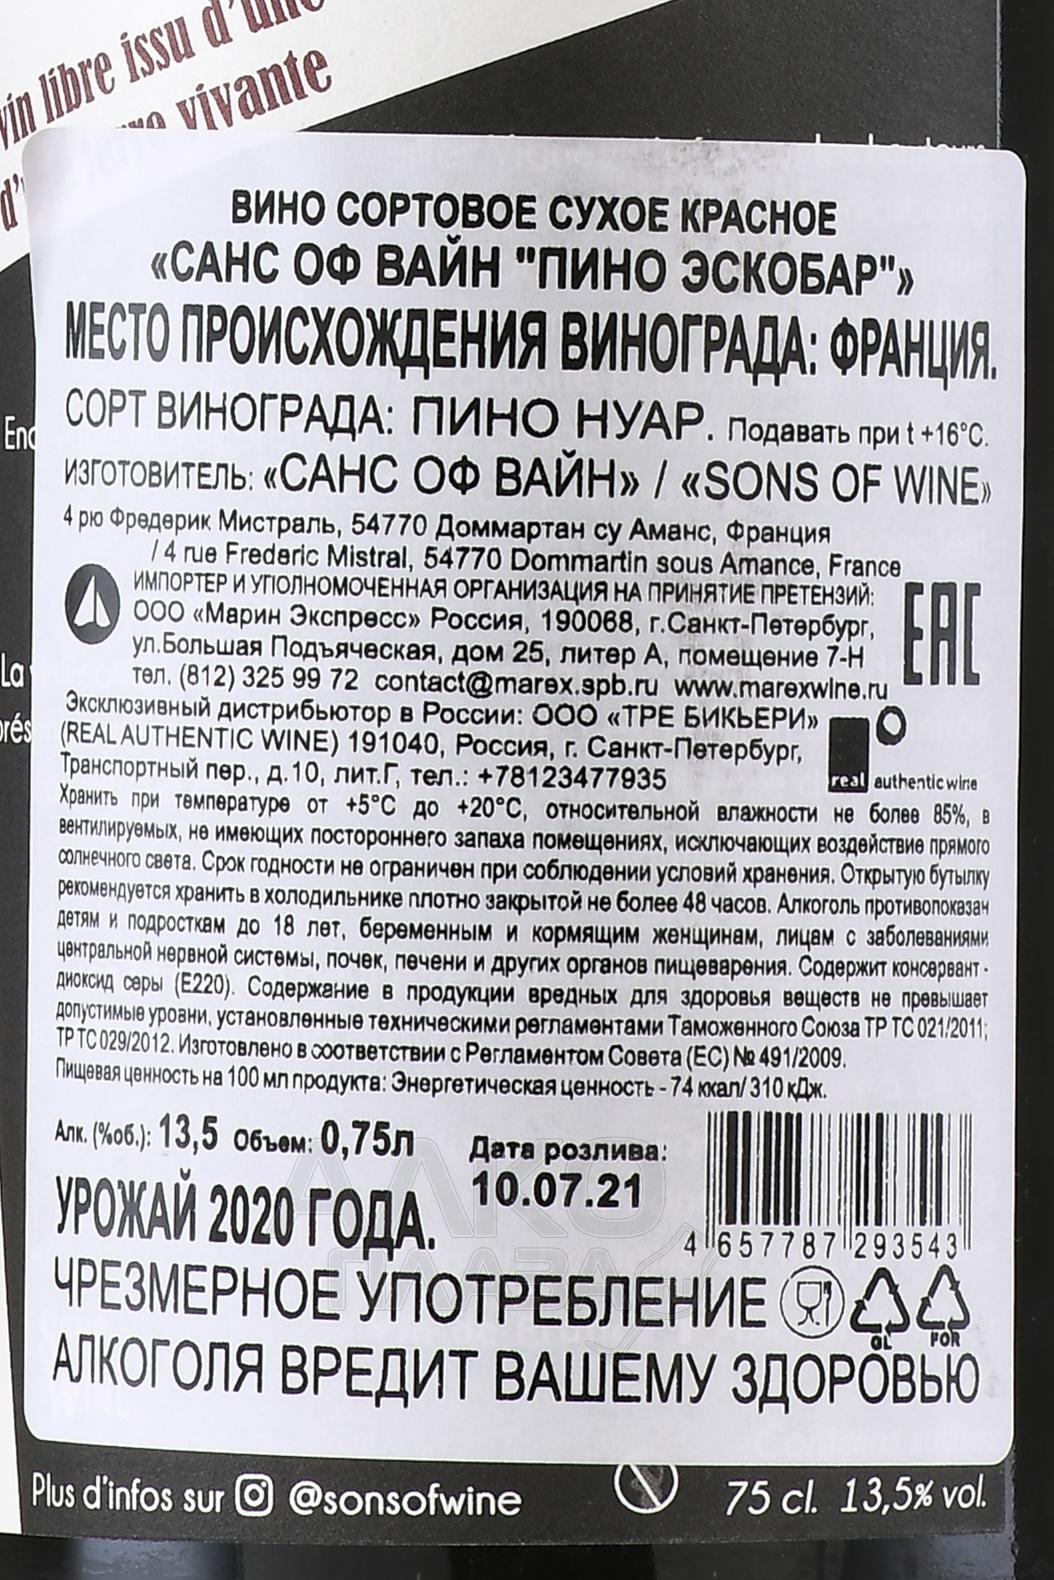 vin libre issu d'une
vivante
ВИНО СОРТОВОЕ СУХОЕ КРАСНОЕ
«САНС ОФ ВАЙН "ПИНО ЭСКОБАР"»
МЕСТО ПРОИСХОЖДЕНИЯ ВИНОГРАДА: ФРАНЦИЯ.
СОРТ ВИНОГРАДА: ПИНО НУАР. Подавать при t +16°С.
ИЗГОТОВИТЕЛЬ: «САНС ОФ ВАЙН» / «SONS OF WINE»
4 рю Фредерик Мистраль, 54770 Доммартан су Аманс, Франция
/ 4 rue Frederic Mistral, 54770 Dommartin sous Amance, France
ИМПОРТЕР И УПОЛНОМОЧЕННАЯ ОРГАНИЗАЦИЯ НА ПРИНЯТИЕ ПРЕТЕНЗИЙ:
ООО «Марин Экспресс» Россия, 190068, г.Санкт-Петербург,
ул.Большая Подъяческая, дом 25, литер А, помещение 7-Н
тел. (812) 325 99 72 contact@marex.spb.ru www.marexwine.ru
EAC
Эксклюзивный дистрибьютор в России: ООО «ТРЕ БИКЬЕРИ»
(REAL AUTHENTIC WINE) 191040, Россия, г. Санкт-Петербург,
Транспортный пер., д.10, лит.Г, тел.: +78123477935
real authentic wine
Хранить при температуре от +5°С до +20°С, относительной влажности не более 85%, в
вентилируемых, не имеющих постороннего запаха помещениях, исключающих воздействие прямого
солнечного света. Срок годности не ограничен при соблюдении условий хранения. Открытую бутылку
рекомендуется хранить в холодильнике плотно закрытой не более 48 часов. Алкоголь противопоказан
детям и подросткам до 18 лет, беременным и кормящим женщинам, лицам с заболеваниями
центральной нервной системы, почек, печени и других органов пищеварения. Содержит консервант -
диоксид серы (Е220). Содержание в продукции вредных для здоровья веществ не превышает
допустимые уровни, установленные техническими регламентами Таможенного Союза ТР ТС 021/2011;
ТР ТС 029/2012. Изготовлено в соответствии с Регламентом Совета (ЕС) № 491/2009.
Пищевая ценность на 100 мл продукта: Энергетическая ценность - 74 ккал/ 310 кДж.
Алк. (%об.): 13,5 Объем: 0,75л
Дата розлива:
10.07.21
УРОЖАЙ 2020 ГОДА.
4 657787 293543
ЧРЕЗМЕРНОЕ УПОТРЕБЛЕНИЕ
GL FOR
АЛКОГОЛЯ ВРЕДИТ ВАШЕМУ ЗДОРОВЬЮ
Plus d'infos sur @sonsofwine
75 cl. 13,5% vol.